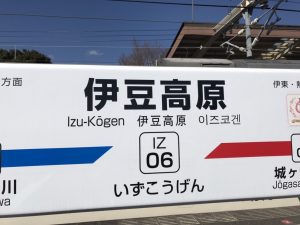 方面
伊豆高原
伊東・熱
Izu-Kōgen 伊豆高原 이즈코겐
IZ
06
いずこうげん
川
wa
城ヶ
Jōgasa